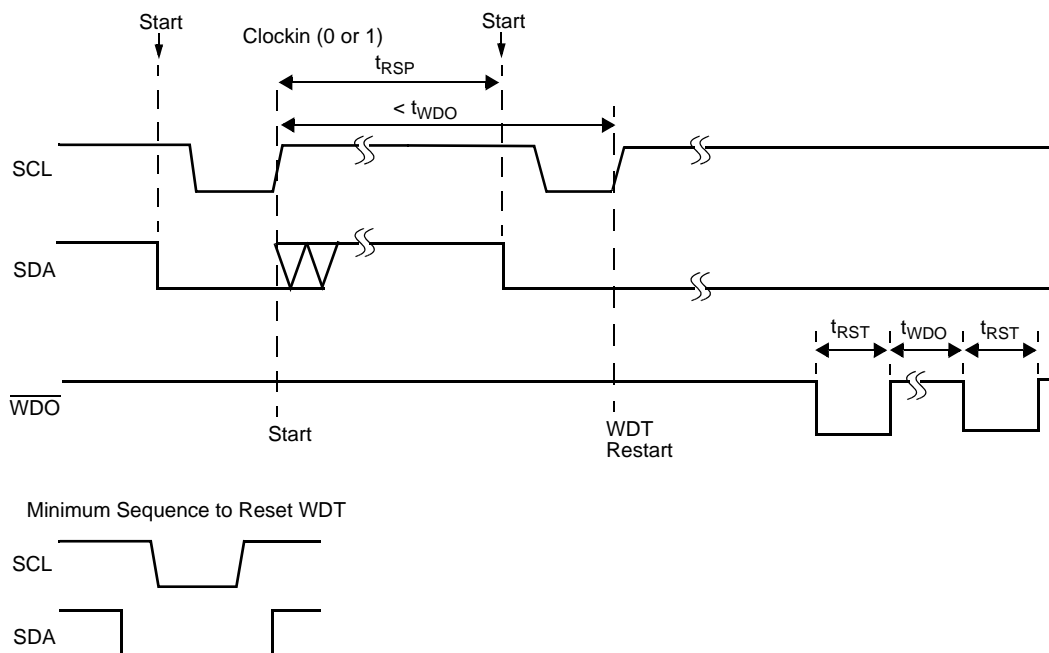 Start
Start
Clockin (0 or 1)
tRSP
< tWDO
SCL
SDA
tRST
tWDO
tRST
WDO
Start
WDT
Restart
Minimum Sequence to Reset WDT
SCL
SDA